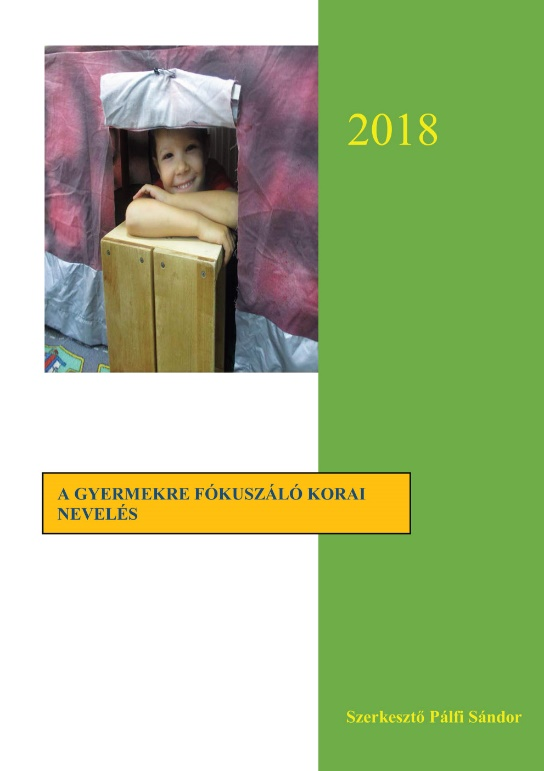 2018
A GYERMEKRE FÓKUSZÁLÓ KORAI
NEVELÉS
Szerkesztő Pálfi Sándor